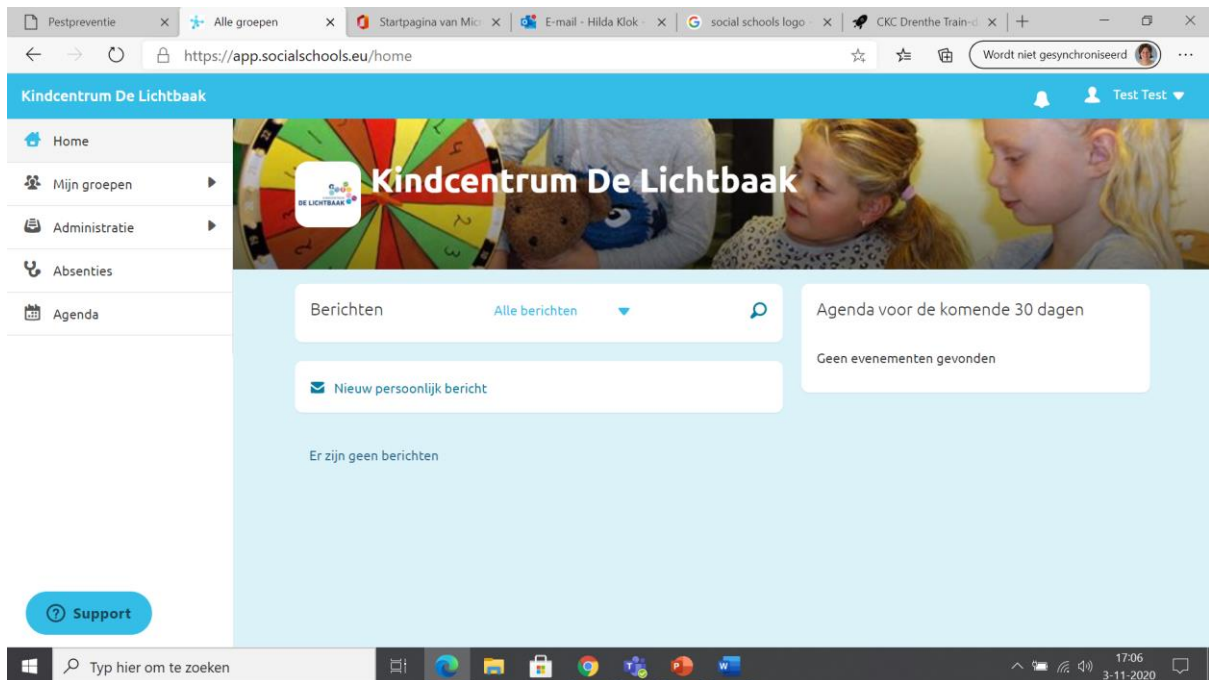 Pestpreventie
Alle groepen
Startpagina van Mic
E-mail - Hilda Klok -
social schools logo -
CKC Drenthe Train-d
https://app.socialschools.eu/home
Wordt niet gesynchroniseerd
Kindcentrum De Lichtbaak
Test Test
Home
Mijn groepen
Administratie
Absenties
Agenda
Support
DE LICHTBAAK
Kindcentrum De Lichtbaak
Berichten
Alle berichten
Nieuw persoonlijk bericht
Er zijn geen berichten
Agenda voor de komende 30 dagen
Geen evenementen gevonden
Typ hier om te zoeken
17:06
3-11-2020